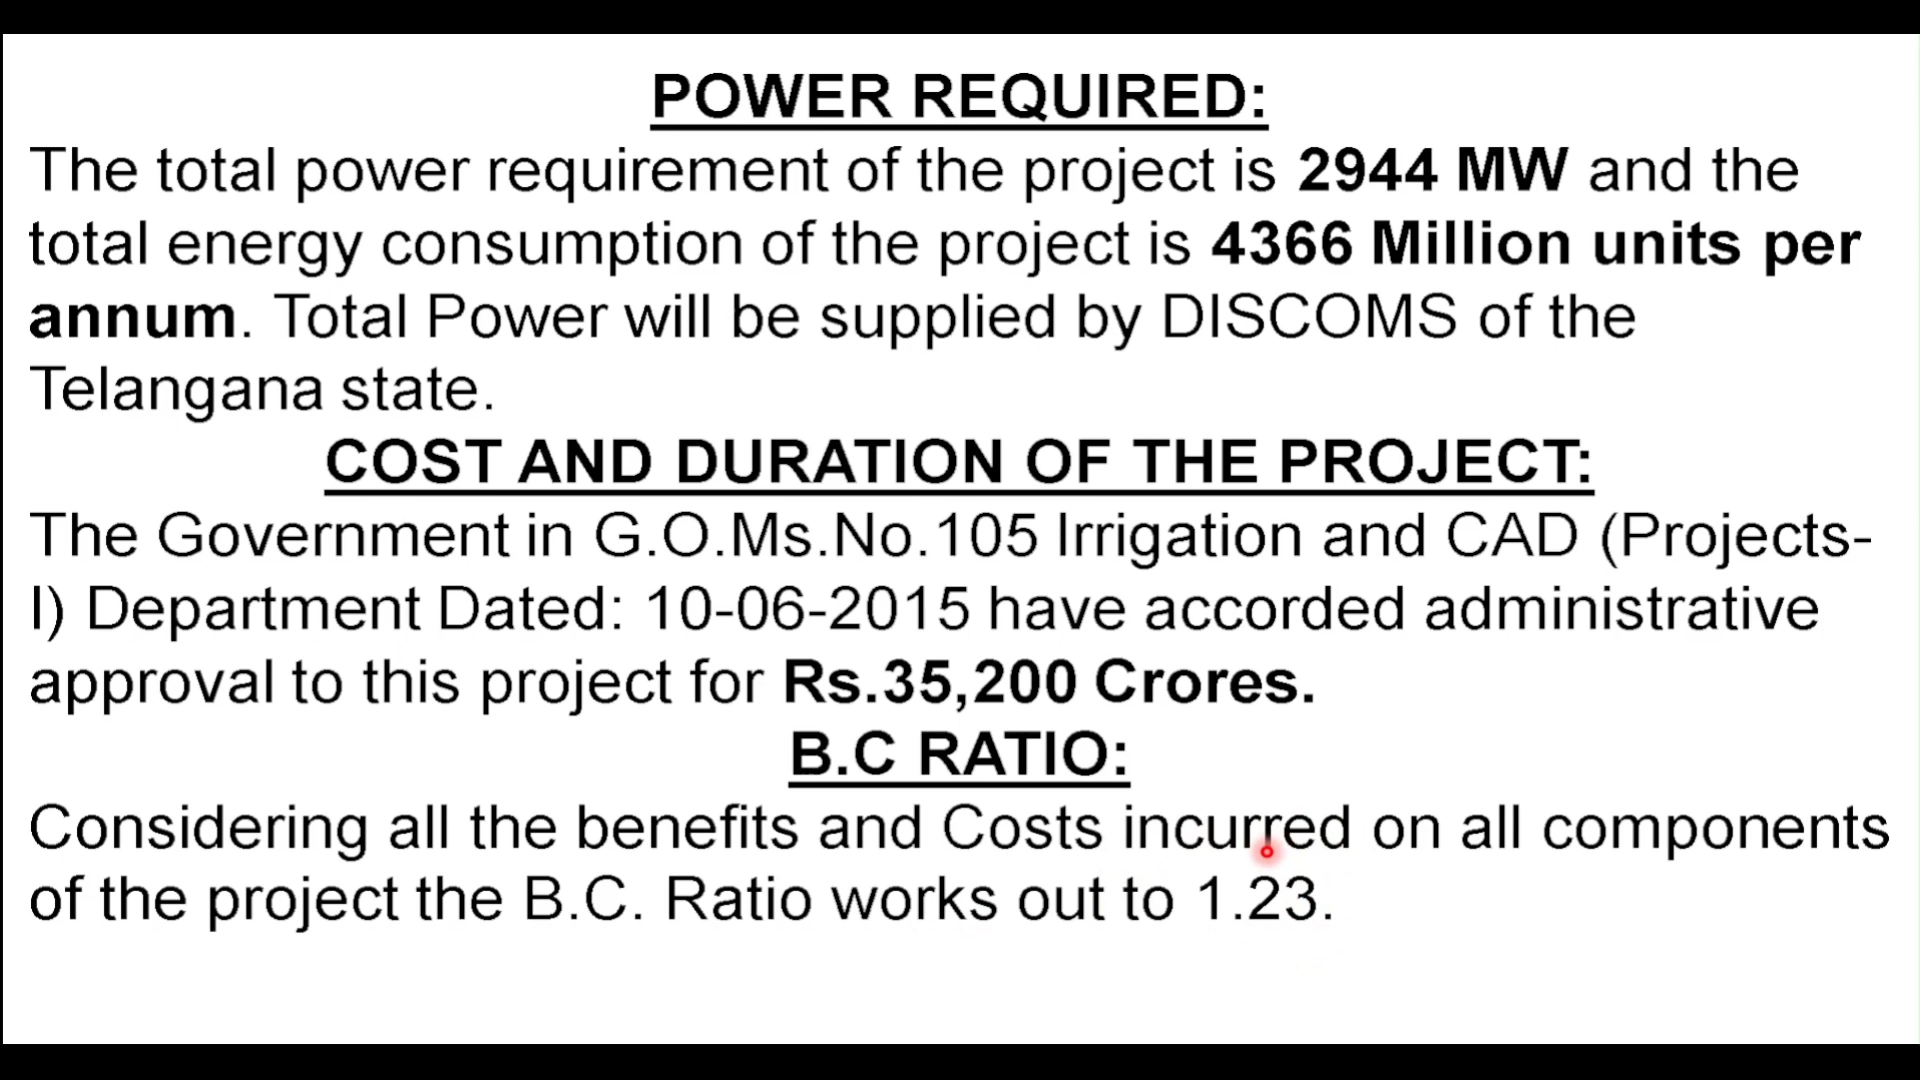 POWER REQUIRED:
The total power requirement of the project is 2944 MW and the
total energy consumption of the project is 4366 Million units per
annum. Total Power will be supplied by DISCOMS of the
Telangana state.
COST AND DURATION OF THE PROJECT:
The Government in G.O.Ms.No.105 Irrigation and CAD (Projects-
I) Department Dated: 10-06-2015 have accorded administrative
approval to this project for Rs.35,200 Crores.
B.C RATIO:
Considering all the benefits and Costs incurred on all components
of the project the B.C. Ratio works out to 1.23.